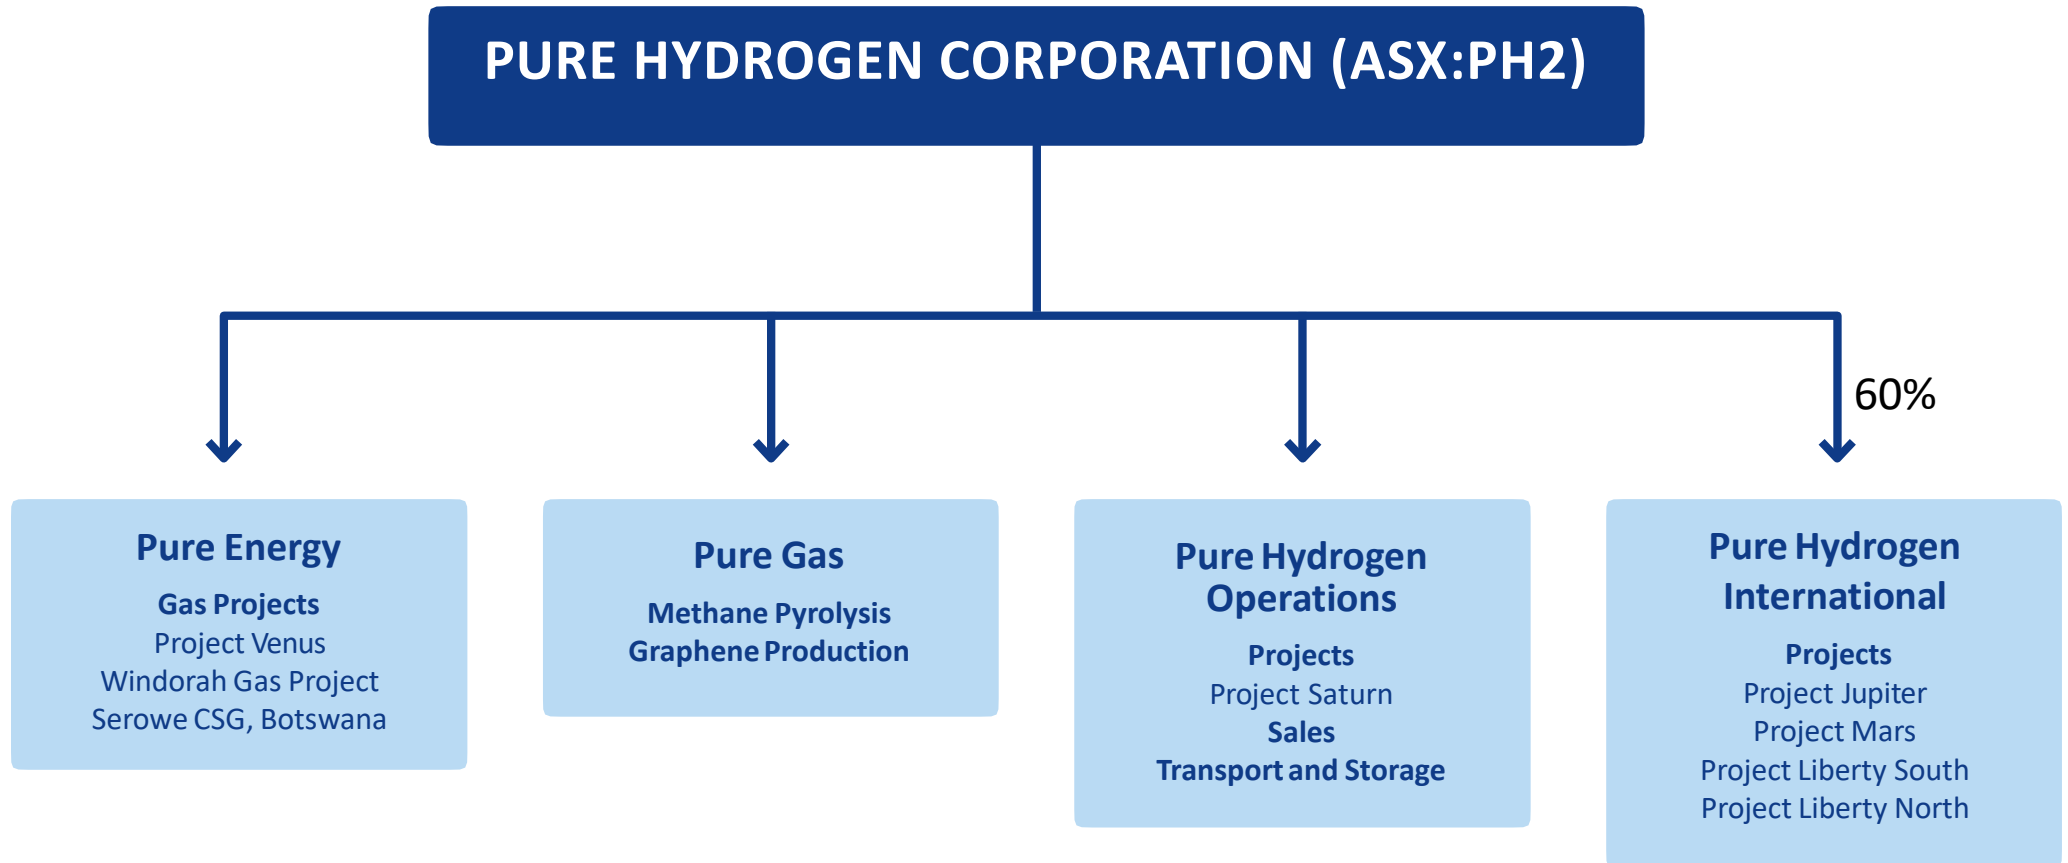 PURE HYDROGEN CORPORATION (ASX:PH2)
60%
Pure Energy
Gas Projects
Project Venus
Windorah Gas Project
Serowe CSG, Botswana
Pure Gas
Methane Pyrolysis
Graphene Production
Pure Hydrogen
Operations
Projects
Project Saturn
Sales
Transport and Storage
Pure Hydrogen
International
Projects
Project Jupiter
Project Mars
Project Liberty South
Project Liberty North